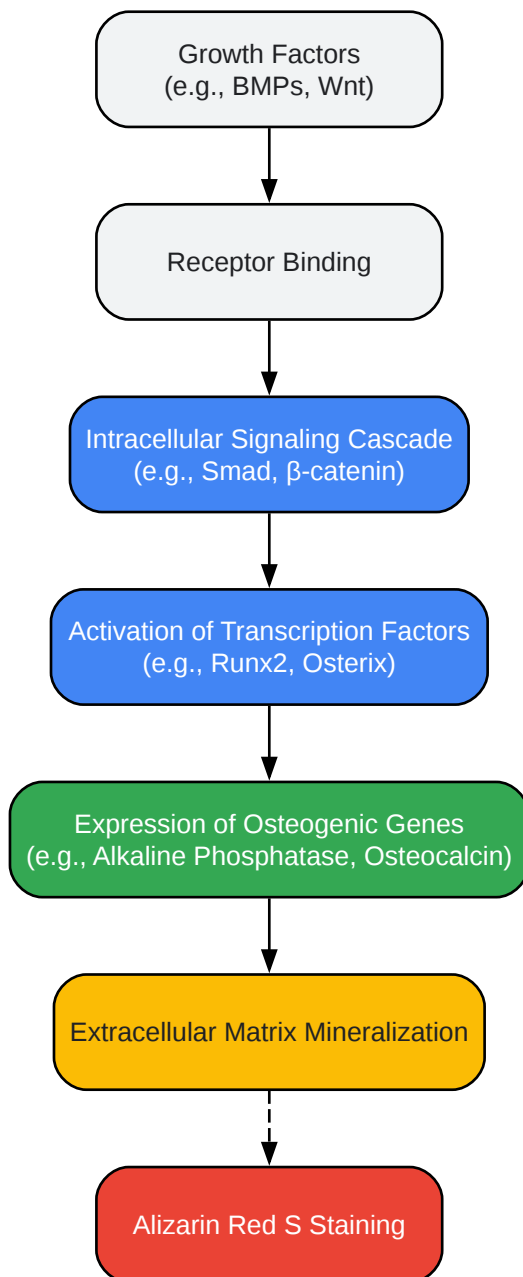 Growth Factors
(e.g., BMPs, Wnt)
Receptor Binding
Intracellular Signaling Cascade
(e.g., Smad, β-catenin)
Activation of Transcription Factors
(e.g., Runx2, Osterix)
Expression of Osteogenic Genes
(e.g., Alkaline Phosphatase, Osteocalcin)
Extracellular Matrix Mineralization
Alizarin Red S Staining